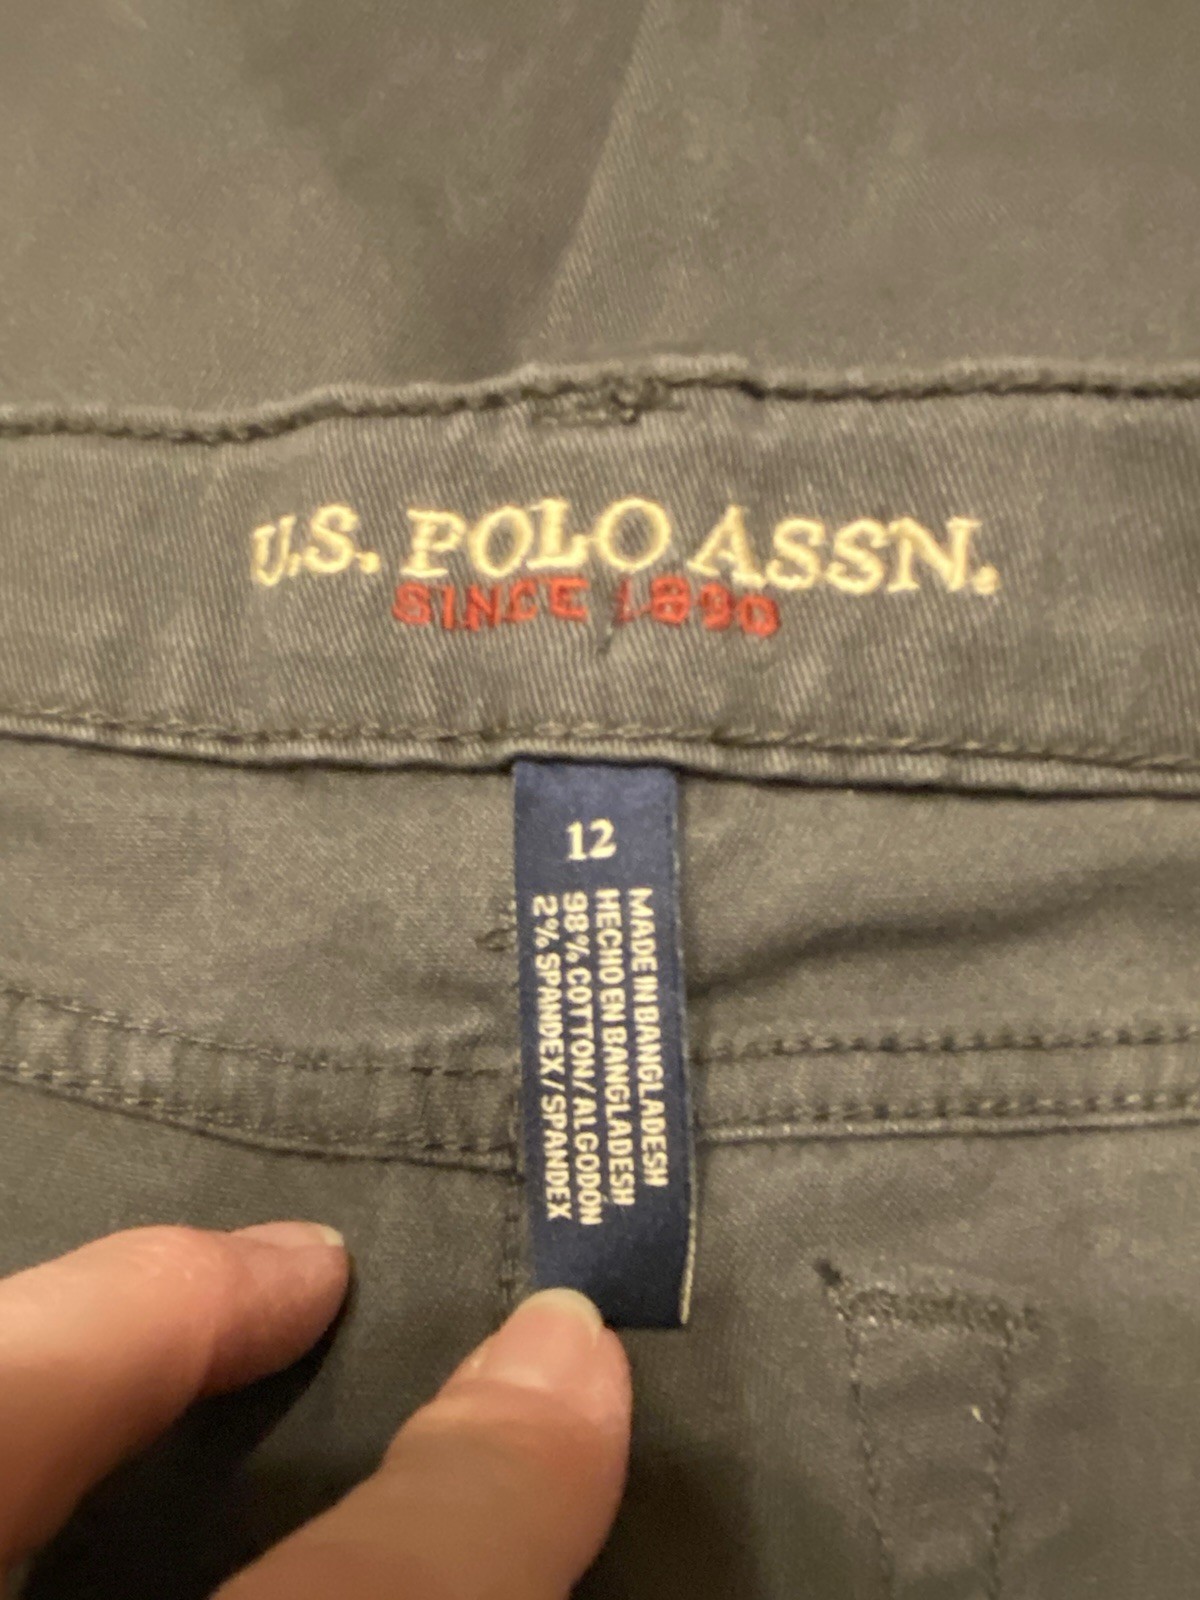 U.S. POLO ASSN.
SINCE 1890
12
MADE IN BANGLADESH
HECHO EN BANGLADESH
98% COTTON/ALGODÓN
2% SPANDEX/SPANDEX